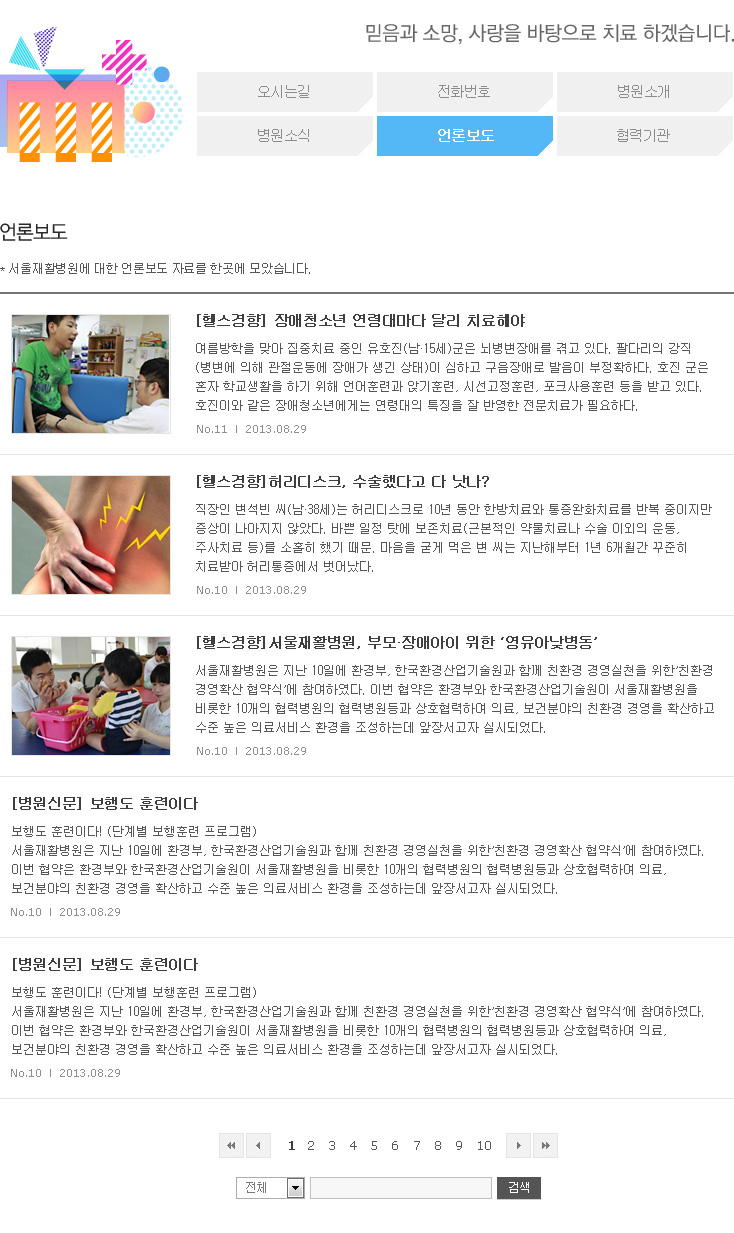 믿음과 소망, 사랑을 바탕으로 치료 하겠습니다.
오시는길 전화번호 병원소개
병원소식 언론보도 협력기관
언론보도
* 서울재활병원에 대한 언론보도 자료를 한곳에 모았습니다.
[헬스경향] 장애청소년 연령대마다 달리 치료해야
여름방학을 맞아 집중치료 중인 유호진(남·15세)군은 뇌병변장애를 겪고 있다. 팔다리의 강직
(병변에 의해 관절운동에 장애가 생긴 상태)이 심하고 구음장애로 발음이 부정확하다. 호진 군은
혼자 학교생활을 하기 위해 언어훈련과 앉기훈련, 시선고정훈련, 포크사용훈련 등을 받고 있다.
호진이와 같은 장애청소년에게는 연령대의 특징을 잘 반영한 전문치료가 필요하다.
No.11 | 2013.08.29
[헬스경향]허리디스크, 수술했다고 다 낫나?
직장인 변석빈 씨(남·38세)는 허리디스크로 10년 동안 한방치료와 통증완화치료를 반복 중이지만
증상이 나아지지 않았다. 바쁜 일정 탓에 보존치료(근본적인 약물치료나 수술 이외의 운동,
주사치료 등)를 소홀히 했기 때문. 마음을 굳게 먹은 변 씨는 지난해부터 1년 6개월간 꾸준히
치료받아 허리통증에서 벗어났다.
No.10 | 2013.08.29
[헬스경향]서울재활병원, 부모·장애아이 위한 ‘영유아낮병동’
서울재활병원은 지난 10일에 환경부, 한국환경산업기술원과 함께 친환경 경영실천을 위한‘친환경
경영확산 협약식’에 참여하였다. 이번 협약은 환경부와 한국환경산업기술원이 서울재활병원을
비롯한 10개의 협력병원의 협력병원등과 상호협력하여 의료, 보건분야의 친환경 경영을 확산하고
수준 높은 의료서비스 환경을 조성하는데 앞장서고자 실시되었다.
No.10 | 2013.08.29
[병원신문] 보행도 훈련이다
보행도 훈련이다! (단계별 보행훈련 프로그램)
서울재활병원은 지난 10일에 환경부, 한국환경산업기술원과 함께 친환경 경영실천을 위한‘친환경 경영확산 협약식’에 참여하였다.
이번 협약은 환경부와 한국환경산업기술원이 서울재활병원을 비롯한 10개의 협력병원의 협력병원등과 상호협력하여 의료,
보건분야의 친환경 경영을 확산하고 수준 높은 의료서비스 환경을 조성하는데 앞장서고자 실시되었다.
No.10 | 2013.08.29
[병원신문] 보행도 훈련이다
보행도 훈련이다! (단계별 보행훈련 프로그램)
서울재활병원은 지난 10일에 환경부, 한국환경산업기술원과 함께 친환경 경영실천을 위한‘친환경 경영확산 협약식’에 참여하였다.
이번 협약은 환경부와 한국환경산업기술원이 서울재활병원을 비롯한 10개의 협력병원의 협력병원등과 상호협력하여 의료,
보건분야의 친환경 경영을 확산하고 수준 높은 의료서비스 환경을 조성하는데 앞장서고자 실시되었다.
No.10 | 2013.08.29
1 2 3 4 5 6 7 8 9 10
전체 검색